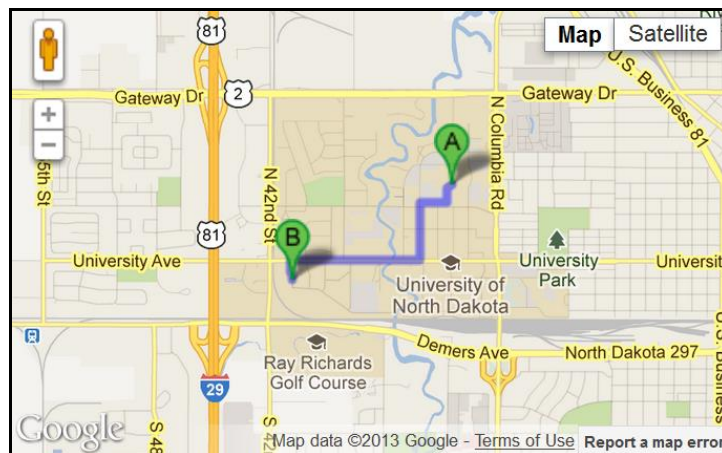 81
Map
Satellite
U.S. Business 81
Gateway Dr
2
Gateway Dr
N Columbia Rd
A
5th St
N 42nd St
81
B
University Ave
University of
North Dakota
University
Park
Demers Ave
North Dakota 297
Ray Richards
Golf Course
29
Google
Map data ©2013 Google - Terms of Use
Report a map error